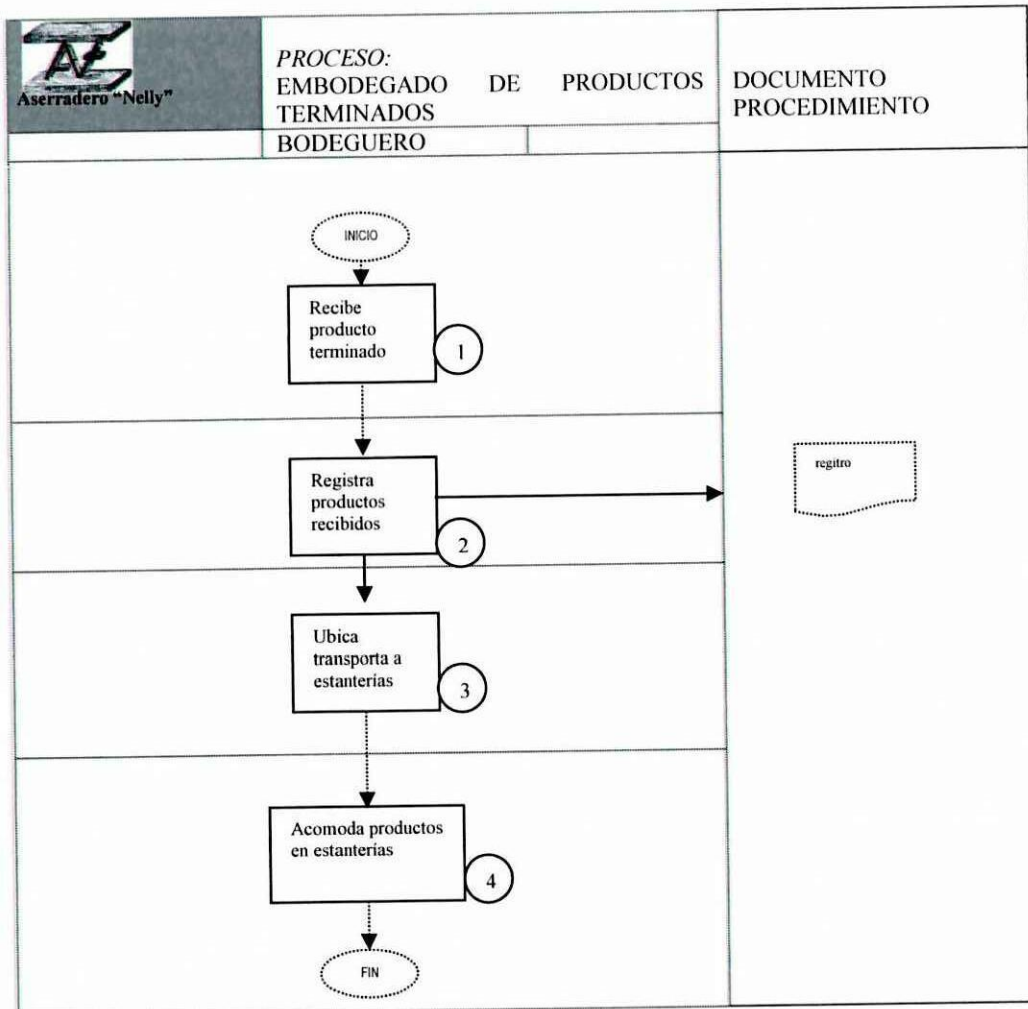 Aserradero “Nelly”
PROCESO:
EMBODEGADO DE PRODUCTOS
TERMINADOS
DOCUMENTO
PROCEDIMIENTO
BODEGUERO
INICIO
Recibe
producto
terminado
1
Registra
productos
recibidos
2
regitro
Ubica
transporta a
estanterías
3
Acomoda productos
en estanterías
4
FIN